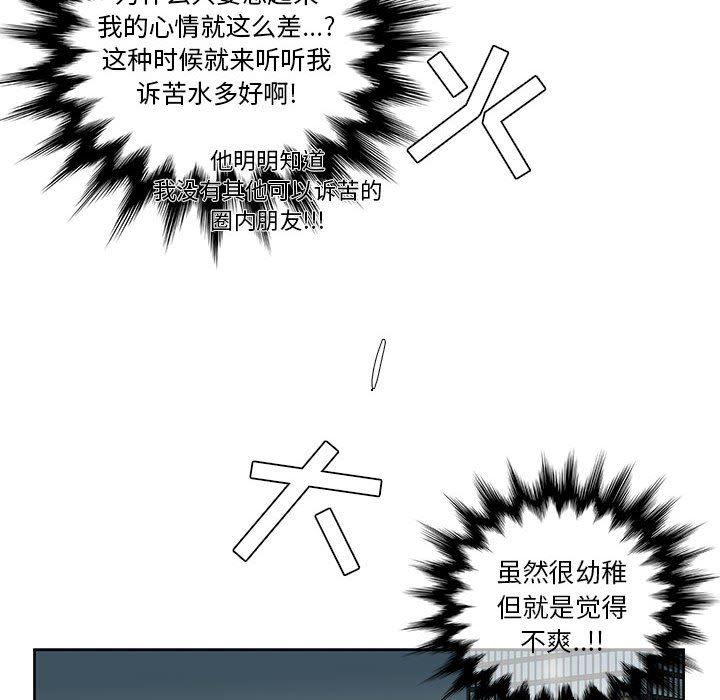 我的心情就这么差...?
这种时候就来听听我
诉苦水多好啊!
他明明知道
我没有其他可以诉苦的
圈内朋友!!!
虽然很幼稚
但就是觉得
不爽..!!